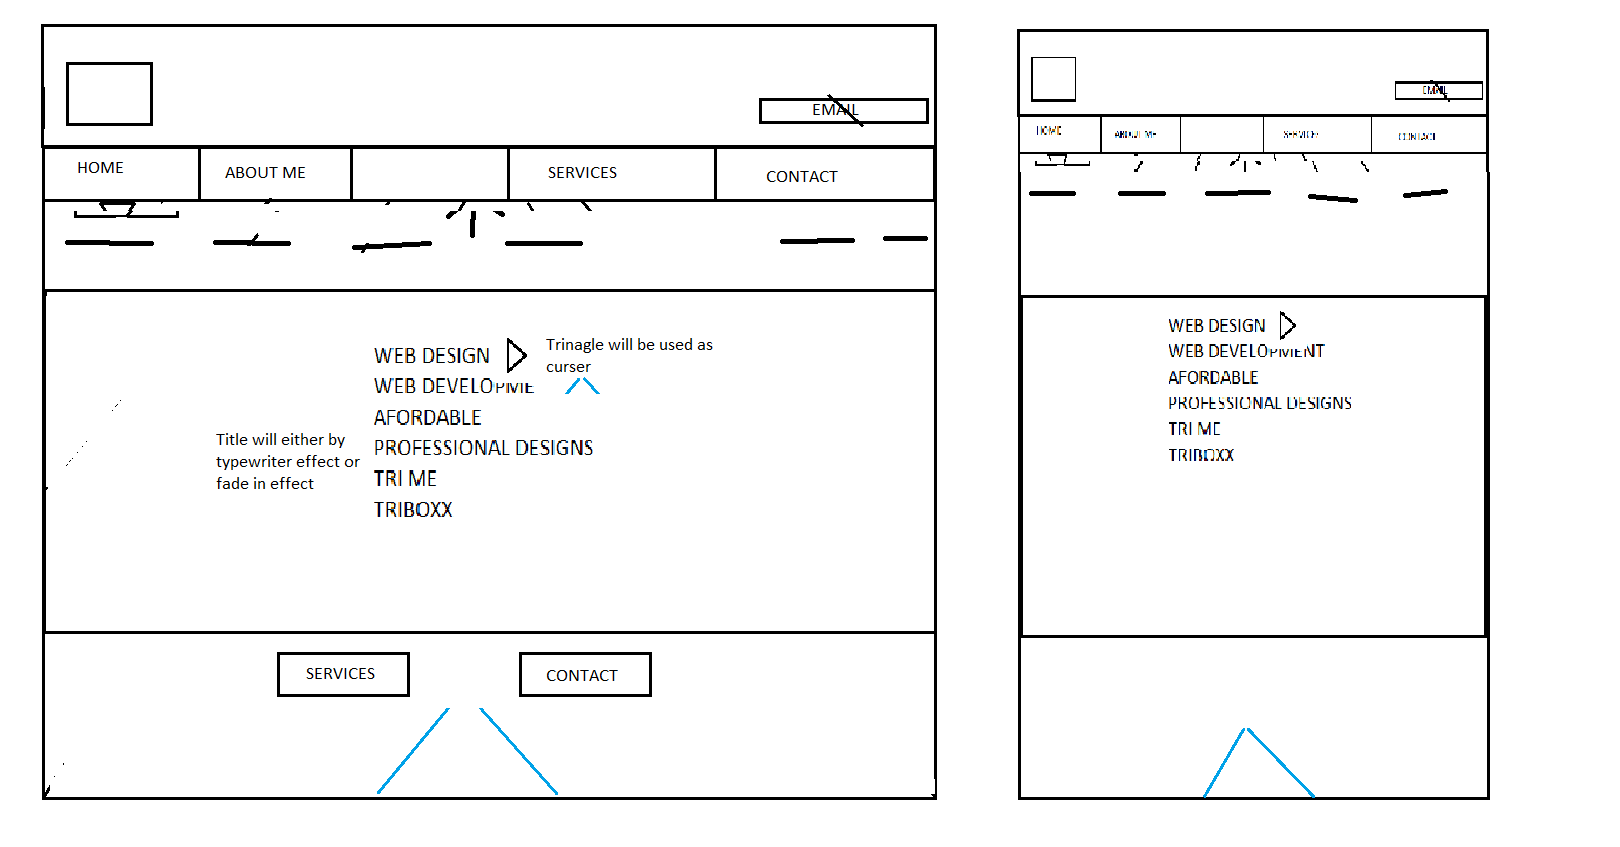 EMAIL
HOME
ABOUT ME
SERVICES
CONTACT
WEB DESIGN
Trinagle will be used as
curser
WEB DEVELOPME
AFORDABLE
Title will either by
typewriter effect or
fade in effect
PROFESSIONAL DESIGNS
TRI ME
TRIBOXX
SERVICES
CONTACT
EMAIL
HOME
ABOUT ME
SERVICES
CONTACT
WEB DESIGN
WEB DEVELOPMENT
AFORDABLE
PROFESSIONAL DESIGNS
TRI ME
TRIBOXX